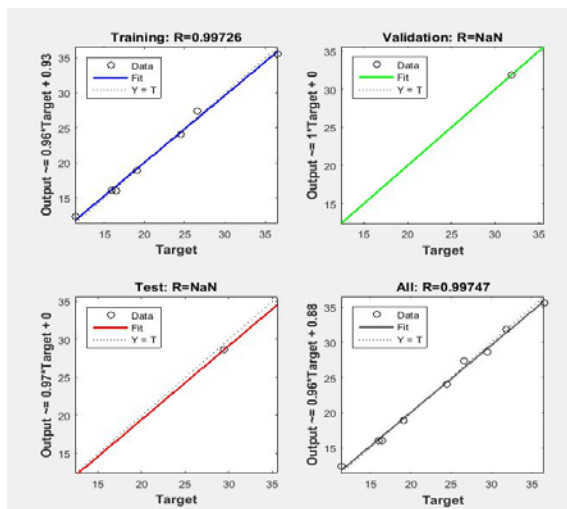 Training: R=0.99726
Output ~= 0.96*Target + 0.93
35
30
25
20
15
Data
Fit
Y = T
15 20 25 30 35
Target
Validation: R=NaN
Output ~= 1*Target + 0
35
30
25
20
15
Data
Fit
Y = T
15 20 25 30 35
Target
Test: R=NaN
Output ~= 0.97*Target + 0
35
30
25
20
15
Data
Fit
Y = T
15 20 25 30 35
Target
All: R=0.99747
Output ~= 0.96*Target + 0.88
35
30
25
20
15
Data
Fit
Y = T
15 20 25 30 35
Target